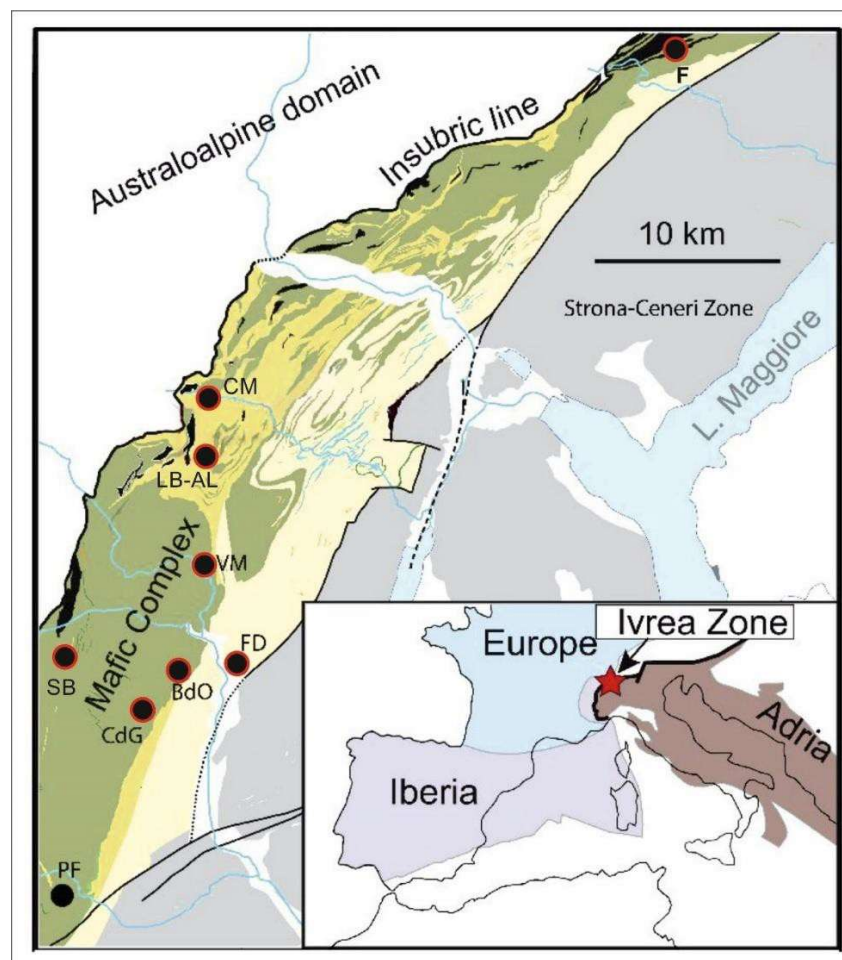 F
Australoalpine domain
Insubric line
10 km
Strona-Ceneri Zone
L. Maggiore
CM
LB-AL
VM
Mafic Complex
FD
SB
BdO
CdG
PF
Ivrea Zone
Europe
Adria
Iberia